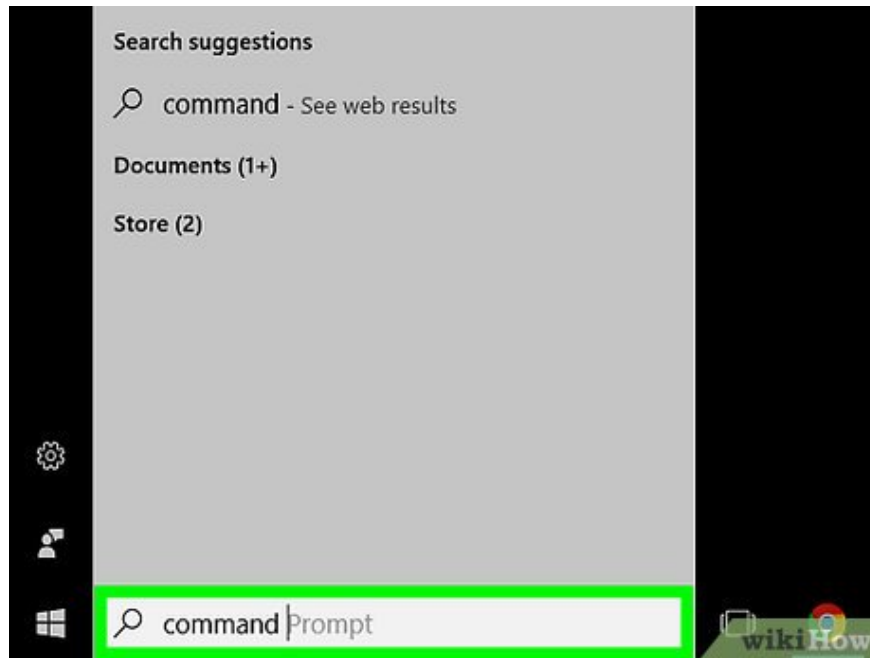 Search suggestions
command - See web results
Documents (1+)
Store (2)
command Prompt
wikiHow